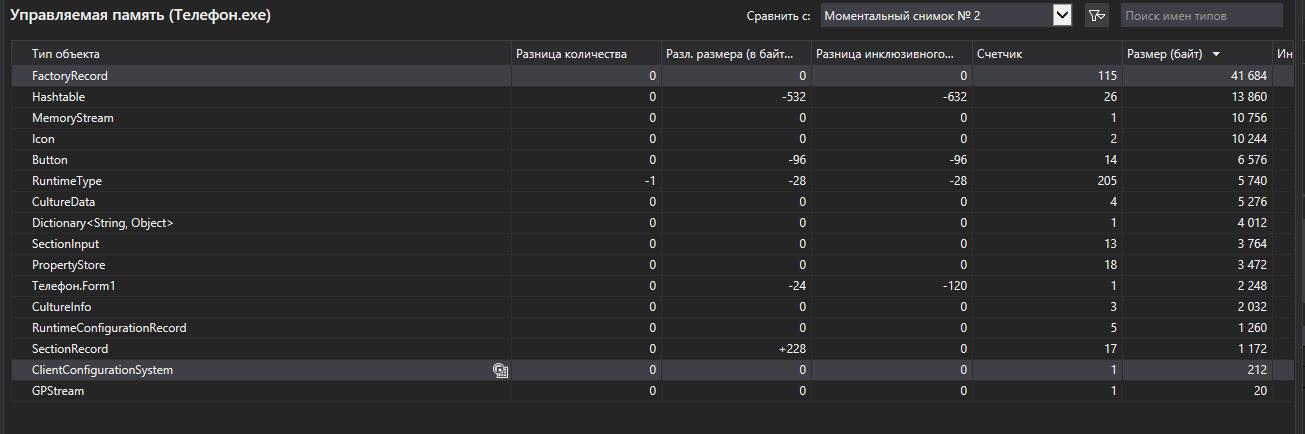 Управляемая память (Телефон.exe) Сравнить с: Моментальный снимок № 2 Поиск имен типов
Тип объекта Разница количества Разл. размера (в байт... Разница инклюзивного... Счетчик Размер (байт) Ин
FactoryRecord 0 0 0 115 41 684
Hashtable 0 -532 -632 26 13 860
MemoryStream 0 0 0 1 10 756
Icon 0 0 0 2 10 244
Button 0 -96 -96 14 6 576
RuntimeType -1 -28 -28 205 5 740
CultureData 0 0 0 4 5 276
Dictionary<String, Object> 0 0 0 1 4 012
SectionInput 0 0 0 13 3 764
PropertyStore 0 0 0 18 3 472
Телефон.Form1 0 -24 -120 1 2 248
CultureInfo 0 0 0 3 2 032
RuntimeConfigurationRecord 0 0 0 5 1 260
SectionRecord 0 +228 0 17 1 172
ClientConfigurationSystem 0 0 0 1 212
GPStream 0 0 0 1 20